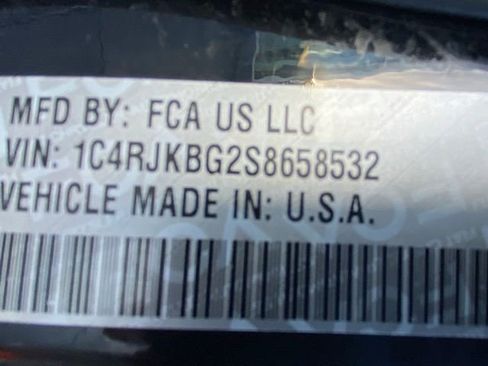 MFD BY: FCA US LLC
VIN: 1C4RJKBG2S8658532
VEHICLE MADE IN: U.S.A.